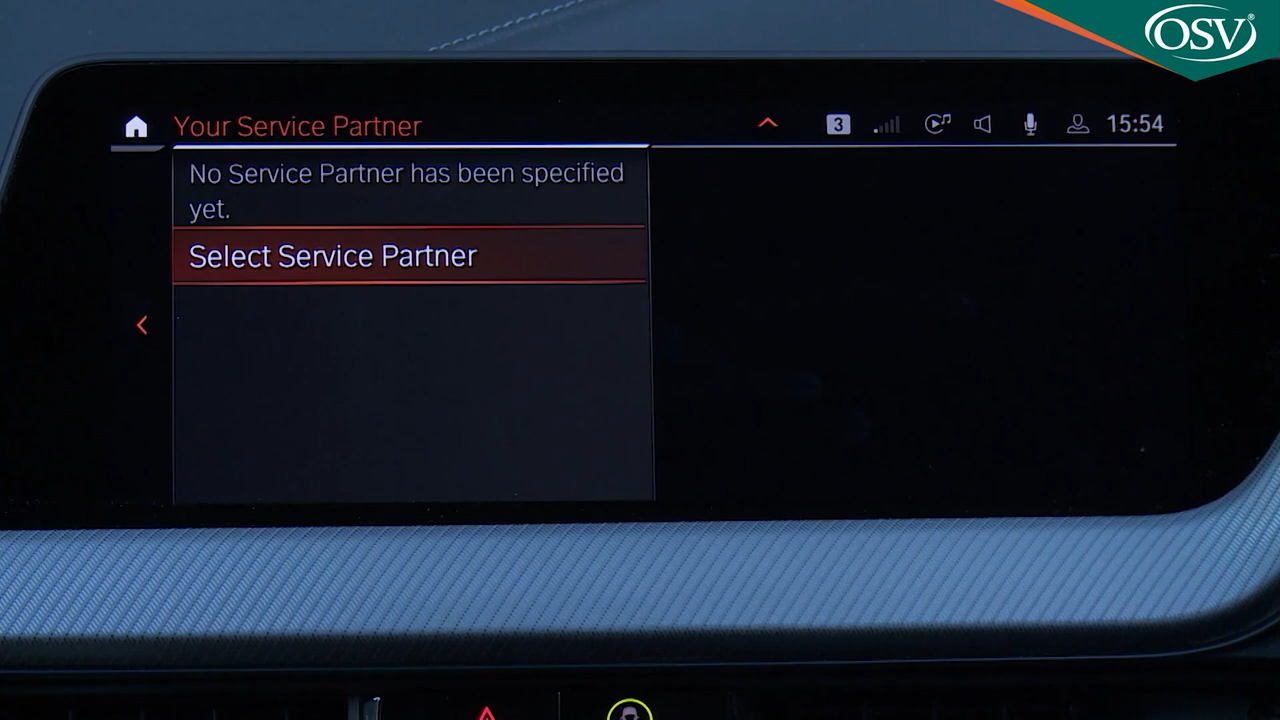 OSV®
Your Service Partner
3
15:54
No Service Partner has been specified
yet.
Select Service Partner